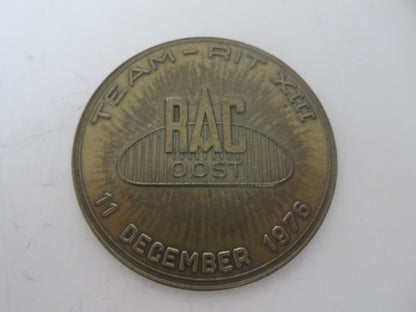 TEAM-RIT XIII
RAC
OOST
11 DECEMBER 1976